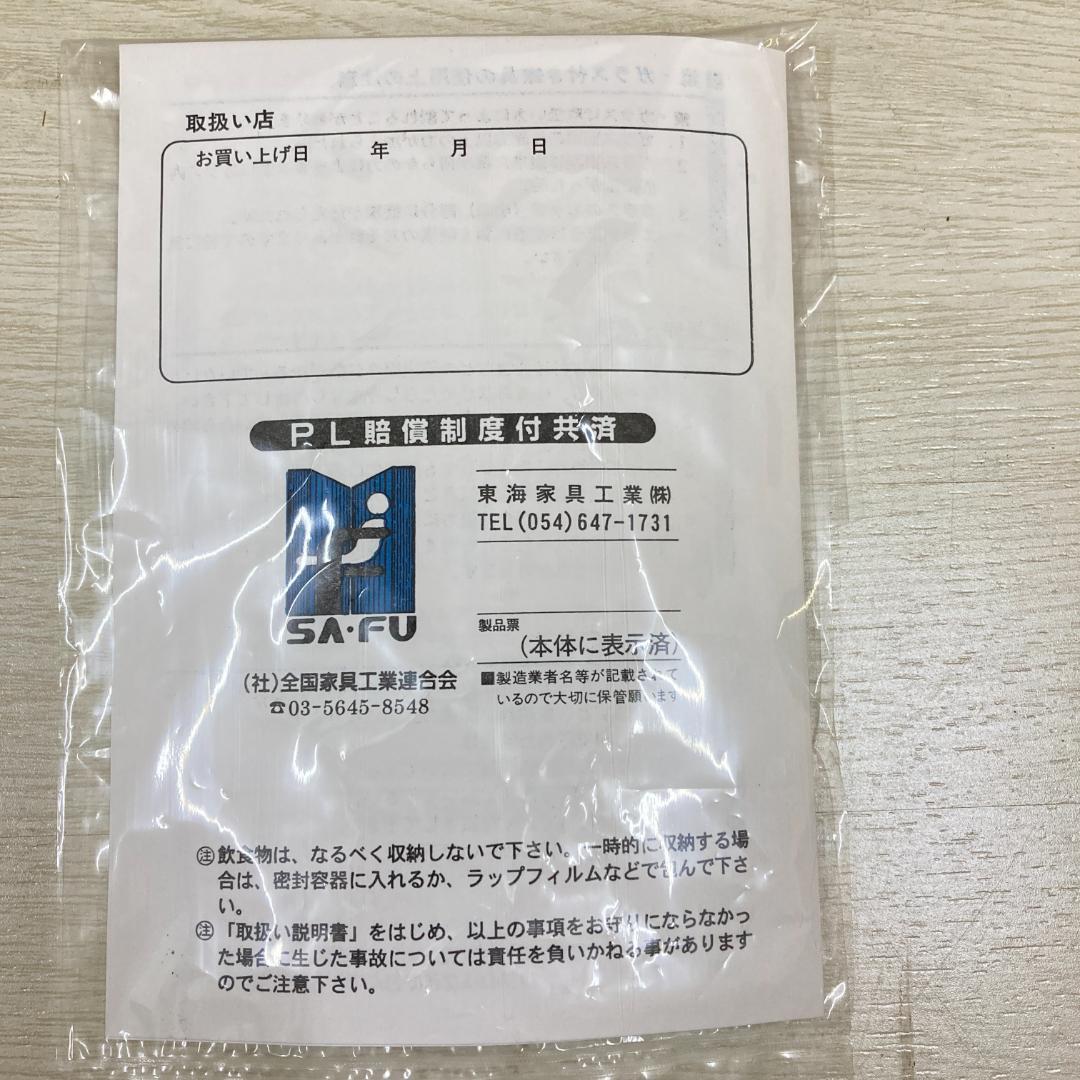 取扱い店
お買い上げ日 年 月 日
PL賠償制度付共済
東海家具工業㈱
TEL(054)647-1731
SA・FU
製品票
(本体に表示済)
(社)全国家具工業連合会
☎03-5645-8548
■製造業者名等が記載されて
いるので大切に保管願います
㊟飲食物は、なるべく収納しないで下さい。一時的に収納する場
合は、密封容器に入れるか、ラップフィルムなどで包んで下さ
い。
㊟「取扱い説明書」をはじめ、以上の事項をお守りにならなかっ
た場合に生じた事故については責任を負いかねる事があります
のでご注意下さい。